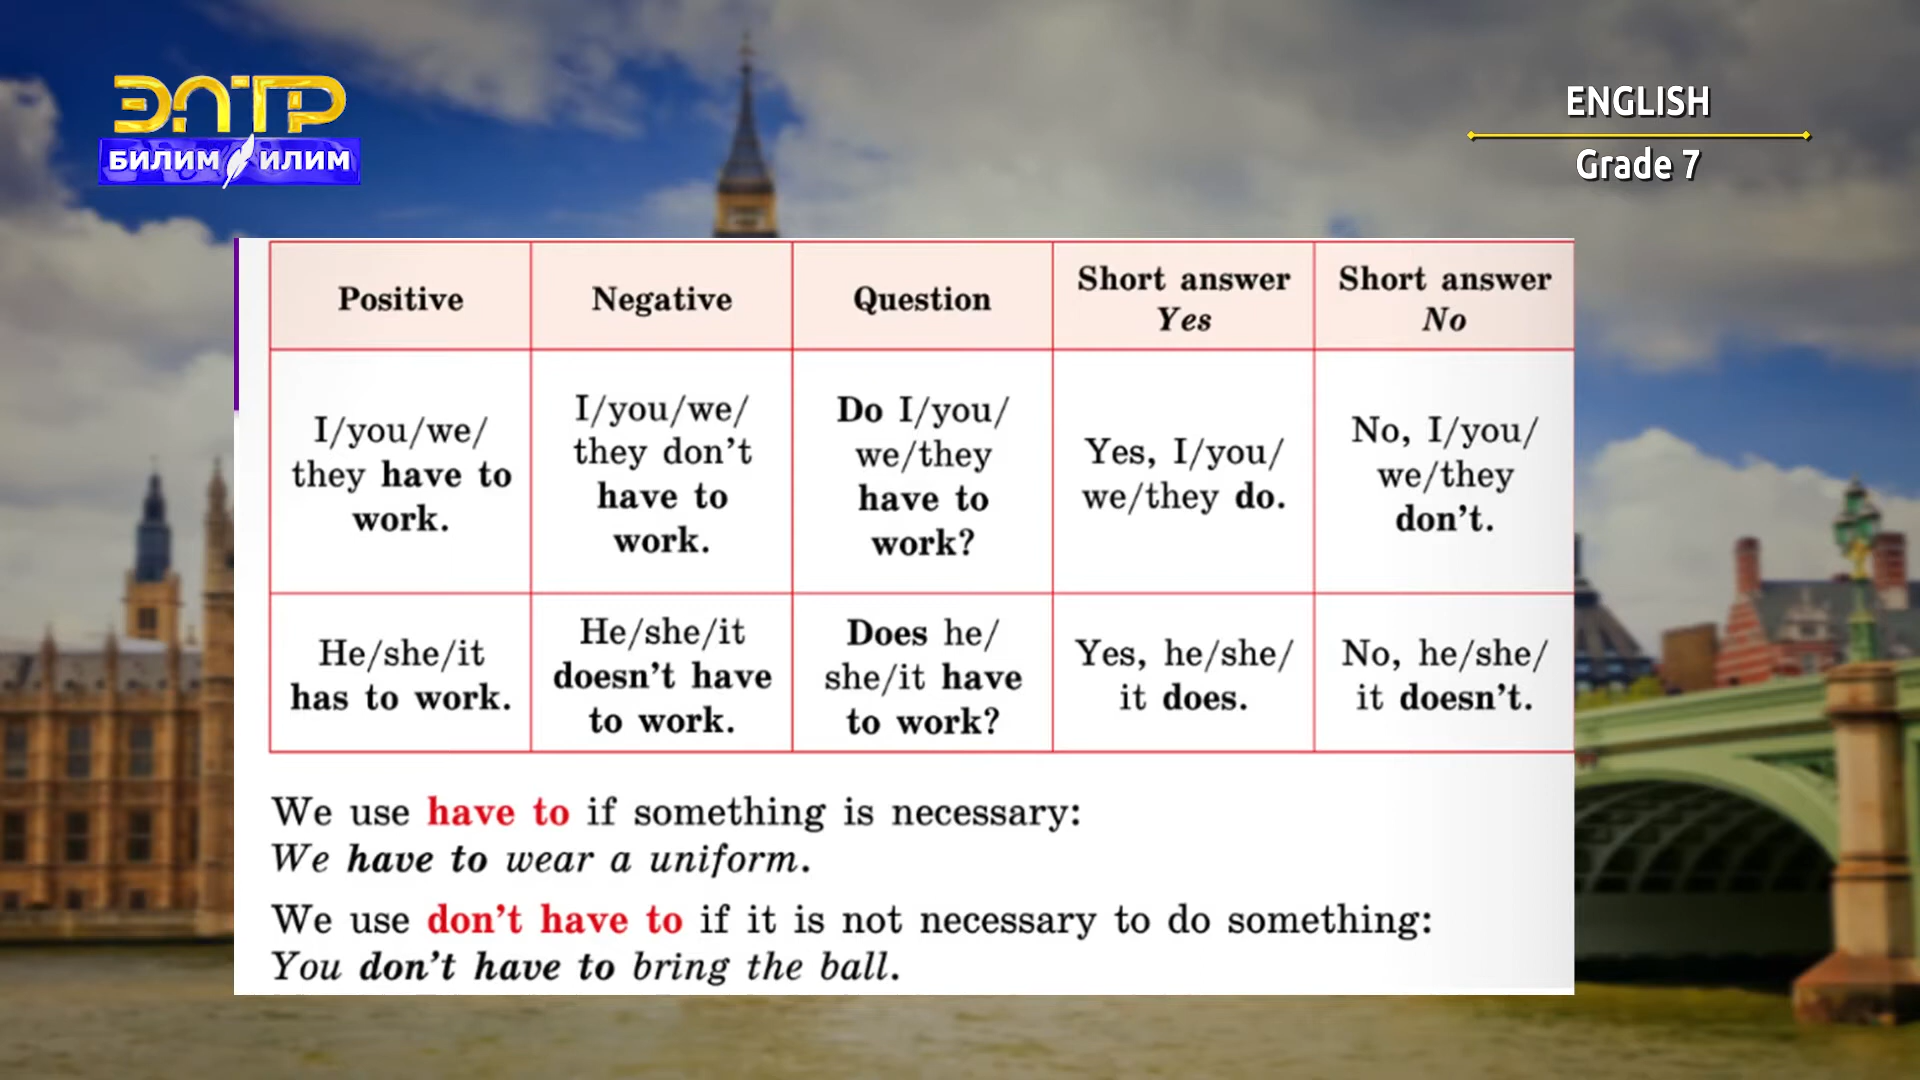 ЭЛТР
БИЛИМ ИЛИМ
ENGLISH
Grade 7
Positive
Negative
Question
Short answer
Yes
Short answer
No
I/you/we/
they have to
work.
I/you/we/
they don't
have to
work.
Do I/you/
we/they
have to
work?
Yes, I/you/
we/they do.
No, I/you/
we/they
don't.
He/she/it
has to work.
He/she/it
doesn't have
to work.
Does he/
she/it have
to work?
Yes, he/she/
it does.
No, he/she/
it doesn't.
We use have to if something is necessary:
We have to wear a uniform.
We use don't have to if it is not necessary to do something:
You don't have to bring the ball.